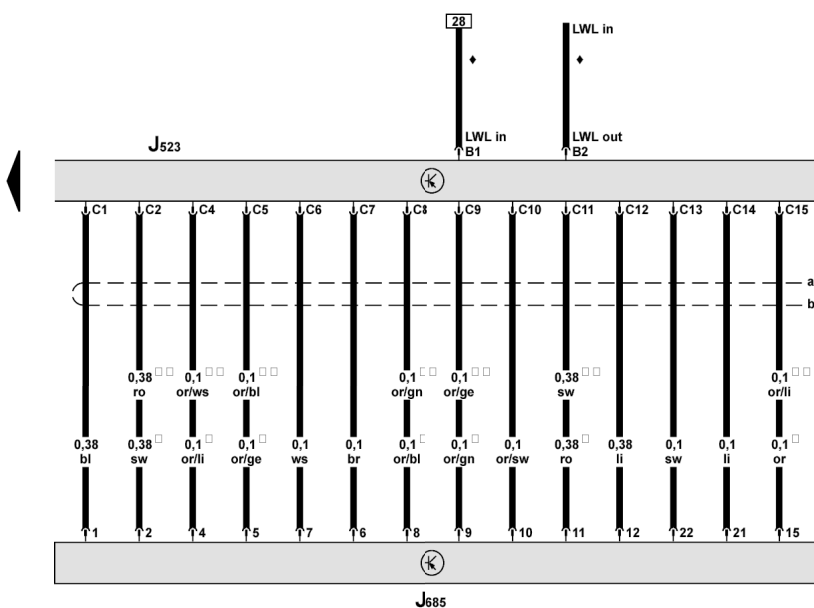 28
LWL in
J523
LWL in
LWL out
B1
B2
C1 C2 C4 C5 C6 C7 C8 C9 C10 C11 C12 C13 C14 C15
a
b
0,38 0,1 0,1 0,1 0,1 0,38 0,1
ro or/ws or/bl or/gn or/ge sw or/li
0,38 0,38 0,1 0,1 0,1 0,1 0,1 0,1 0,1 0,38 0,38 0,1 0,1 0,1
bl sw or/li or/ge ws br or/bl or/gn or/sw ro li sw li or
1 2 4 5 7 6 8 9 10 11 12 22 21 15
J685